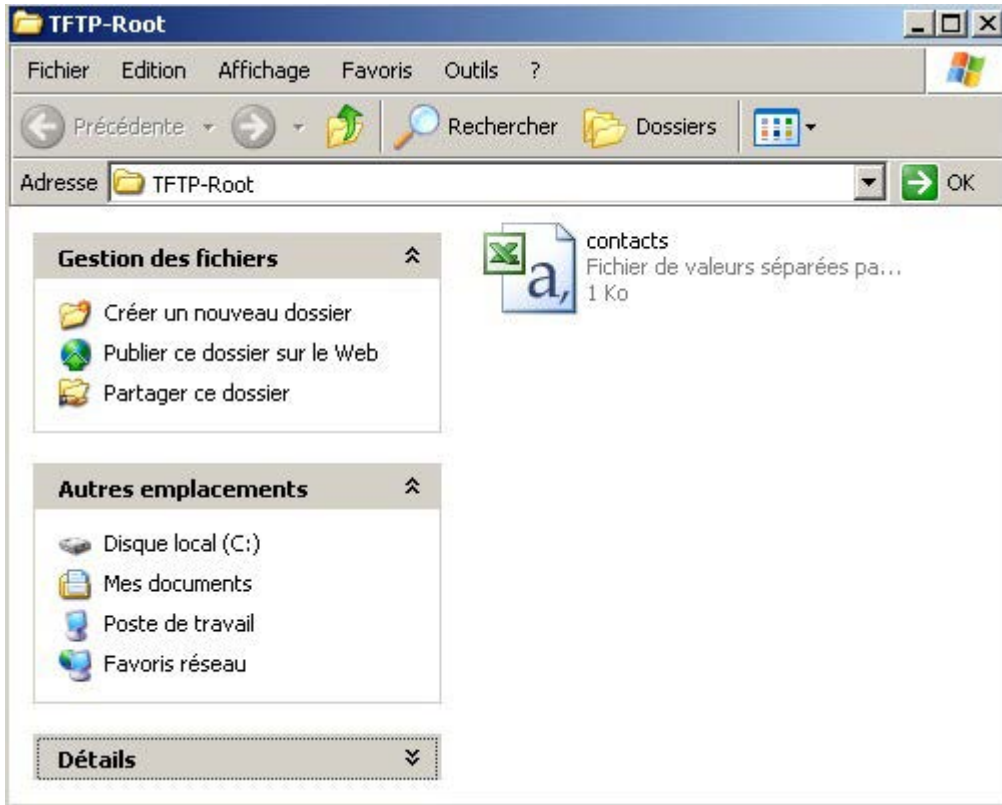 TFTP-Root
Fichier Edition Affichage Favoris Outils ?
Précédente Rechercher Dossiers
Adresse TFTP-Root OK
Gestion des fichiers
Créer un nouveau dossier
Publier ce dossier sur le Web
Partager ce dossier
Autres emplacements
Disque local (C:)
Mes documents
Poste de travail
Favoris réseau
Détails
contacts
Fichier de valeurs séparées pa...
1 Ko
a,